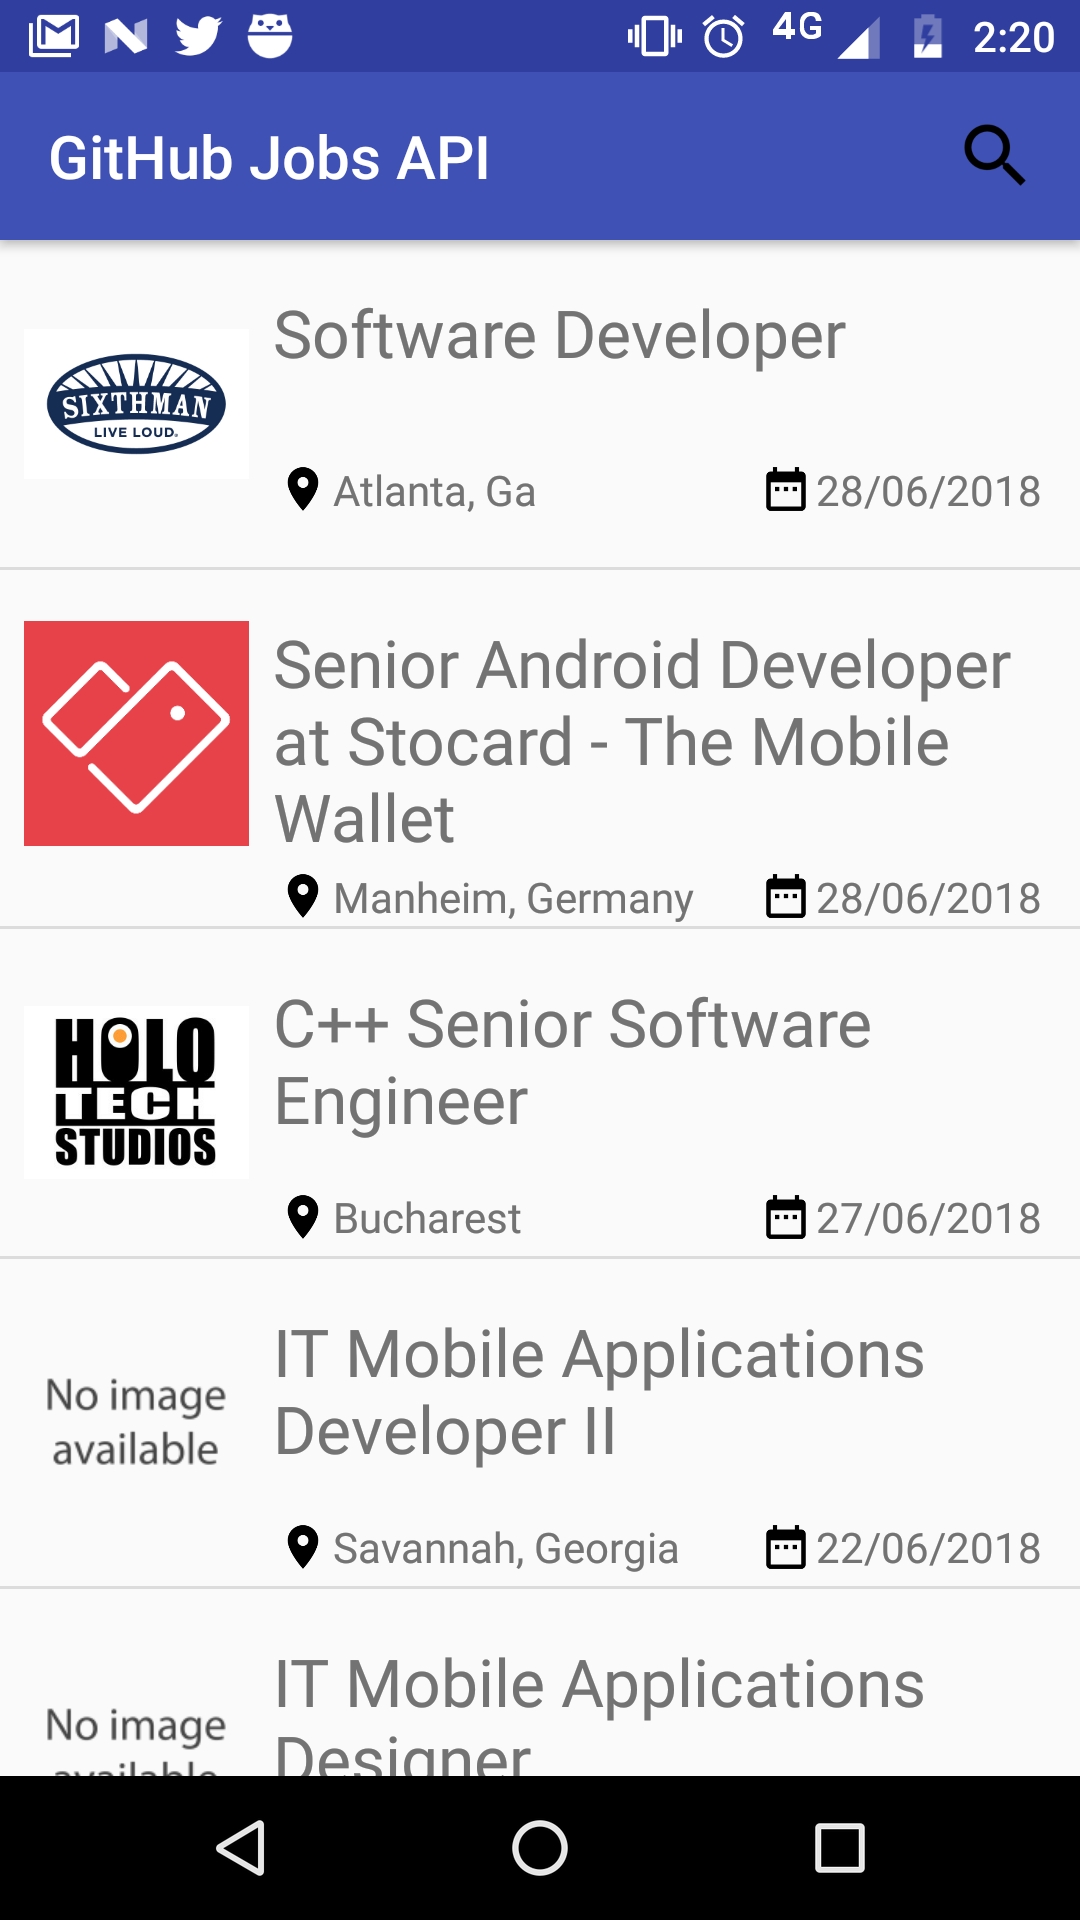 4G 2:20
GitHub Jobs API
Software Developer
SIXTHMAN
LIVE LOUD.
Atlanta, Ga 28/06/2018
Senior Android Developer
at Stocard - The Mobile
Wallet
Manheim, Germany 28/06/2018
HOLO
TECH
STUDIOS
C++ Senior Software
Engineer
Bucharest 27/06/2018
No image
available
IT Mobile Applications
Developer II
Savannah, Georgia 22/06/2018
No image
available
IT Mobile Applications
Designer